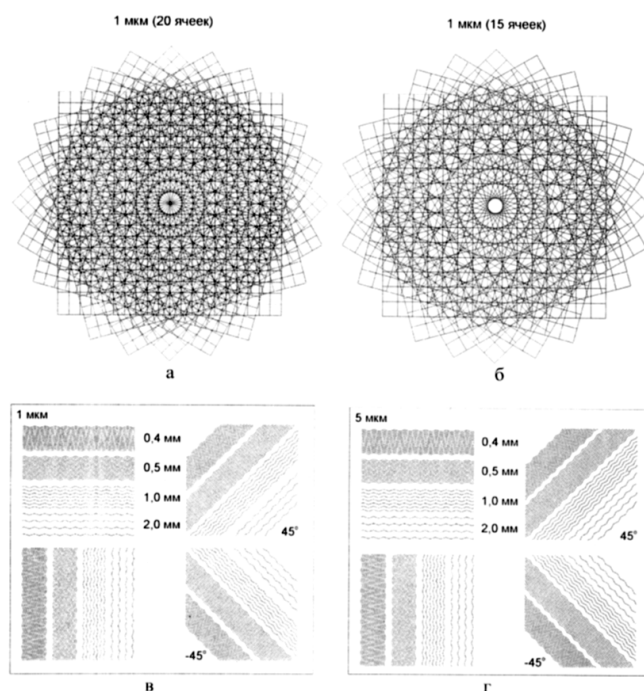 1 мкм (20 ячеек)
1 мкм (15 ячеек)
а
б
1 мкм
0,4 мм
0,5 мм
1,0 мм
2,0 мм
45°
-45°
5 мкм
0,4 мм
0,5 мм
1,0 мм
2,0 мм
45°
-45°
в
г